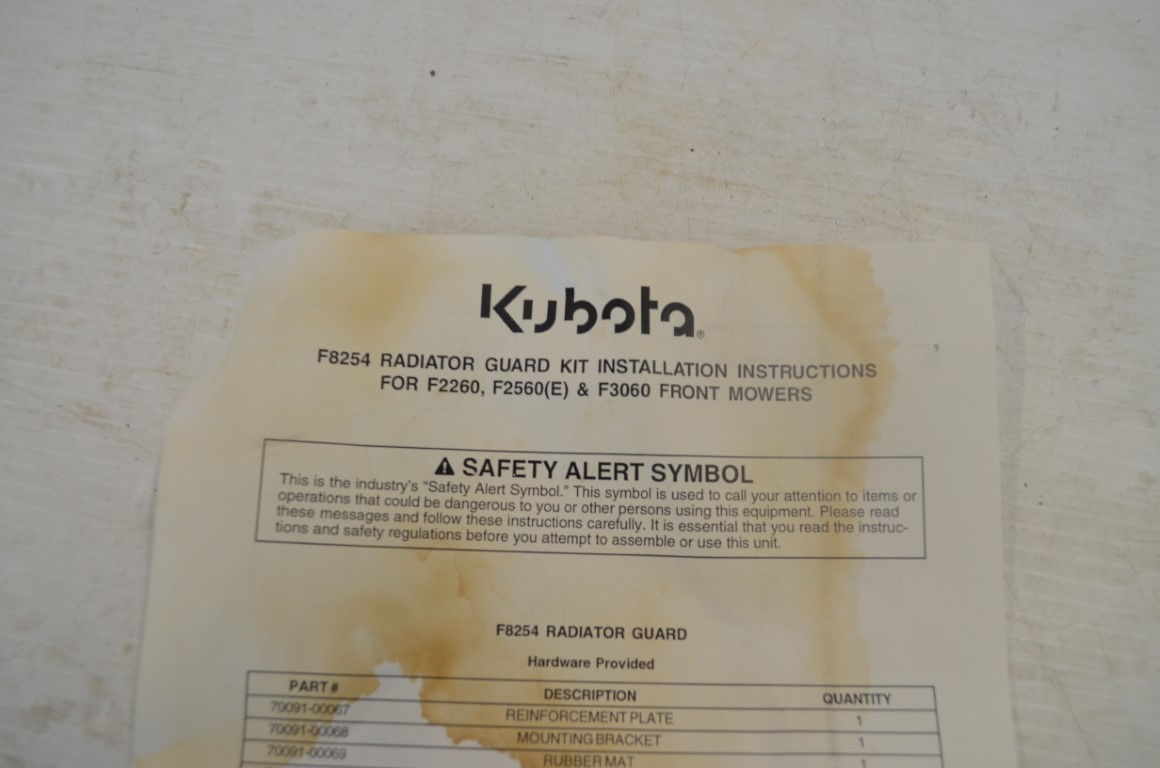 Kubota®
F8254 RADIATOR GUARD KIT INSTALLATION INSTRUCTIONS
FOR F2260, F2560(E) & F3060 FRONT MOWERS
SAFETY ALERT SYMBOL
This is the industry's “Safety Alert Symbol.” This symbol is used to call your attention to items or
operations that could be dangerous to you or other persons using this equipment. Please read
these messages and follow these instructions carefully. It is essential that you read the instruc-
tions and safety regulations before you attempt to assemble or use this unit.
F8254 RADIATOR GUARD
Hardware Provided
PART # DESCRIPTION QUANTITY
70091-00067 REINFORCEMENT PLATE 1
70091-00068 MOUNTING BRACKET 1
70091-00069 RUBBER MAT 1